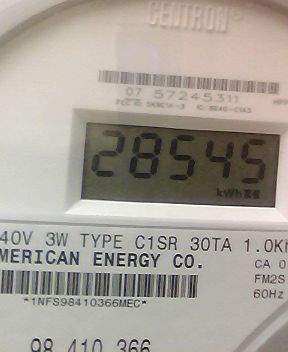 CENTRON®
07 57245311
28545
kWh
40V 3W TYPE C1SR 30TA 1.0Kh
MERICAN ENERGY CO.
CA 0
FM2S
60Hz
*1NFS98410366MEC*
98 410 366